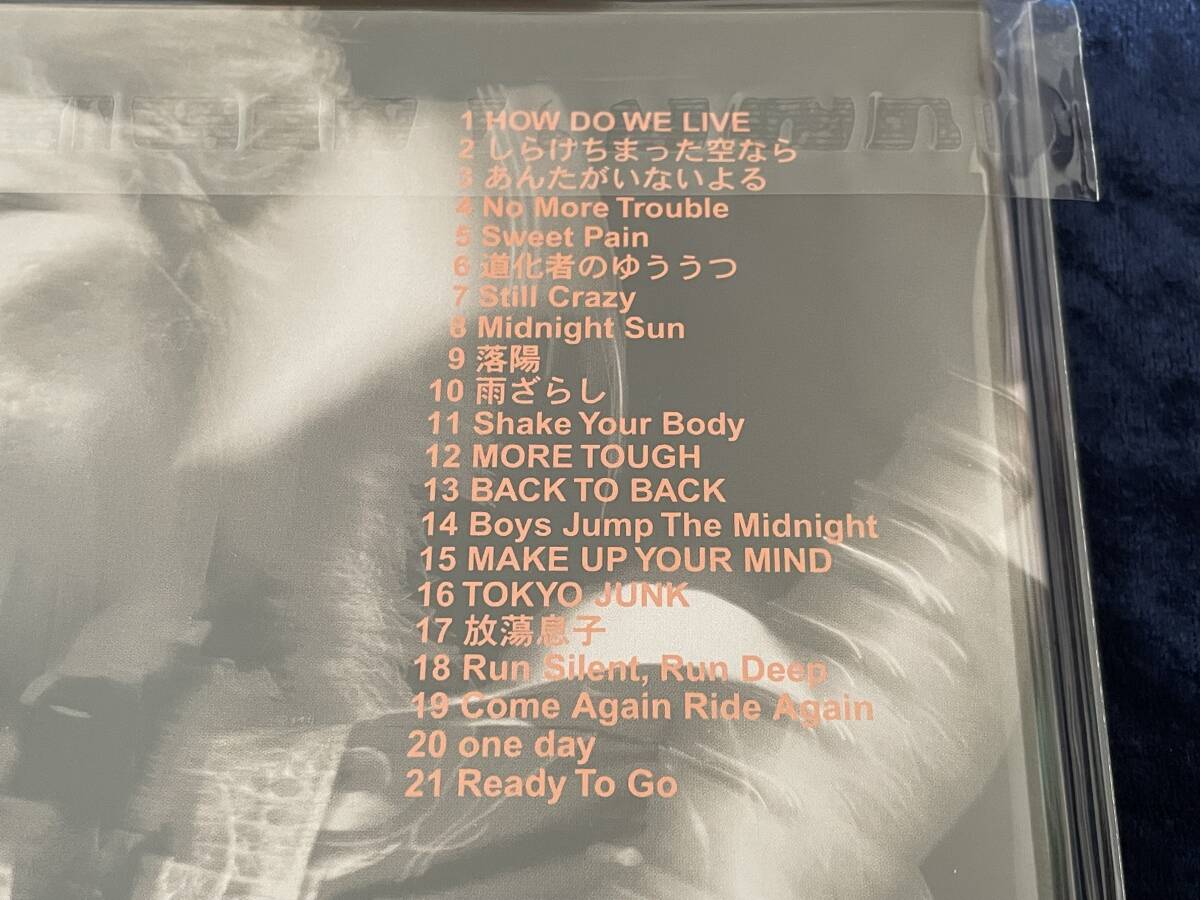 1 HOW DO WE LIVE
2 しらけちまった空なら
3 あんたがいないよる
4 No More Trouble
5 Sweet Pain
6 道化者のゆううつ
7 Still Crazy
8 Midnight Sun
9 落陽
10 雨ざらし
11 Shake Your Body
12 MORE TOUGH
13 BACK TO BACK
14 Boys Jump The Midnight
15 MAKE UP YOUR MIND
16 TOKYO JUNK
17 放蕩息子
18 Run Silent, Run Deep
19 Come Again Ride Again
20 one day
21 Ready To Go